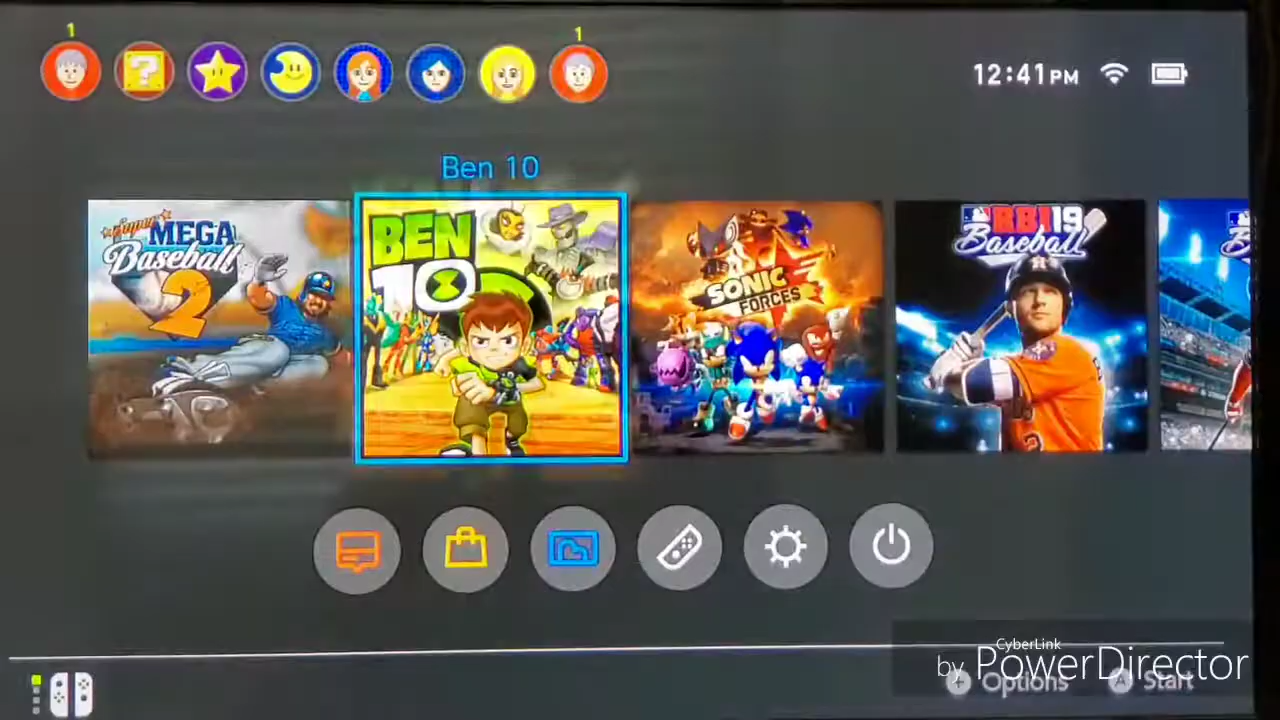 1
1
?
12:41 PM
Ben 10
Super
MEGA
Baseball
2
BEN
10
SONIC
FORCES
RBI 19
Baseball
CyberLink
by PowerDirector
+ Options
A Start